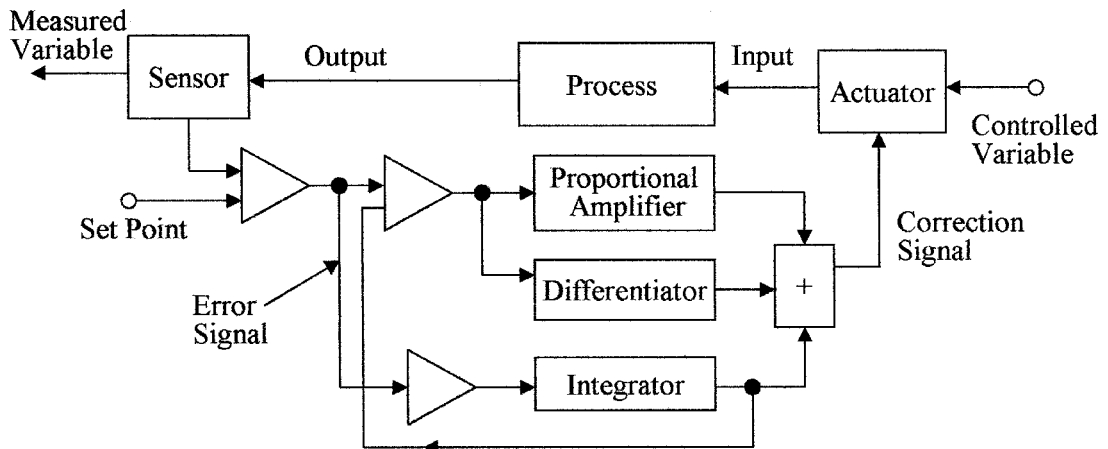 Measured
Variable
Sensor
Output
Process
Input
Actuator
Controlled
Variable
Set Point
Proportional
Amplifier
Correction
Signal
Differentiator
+
Error
Signal
Integrator